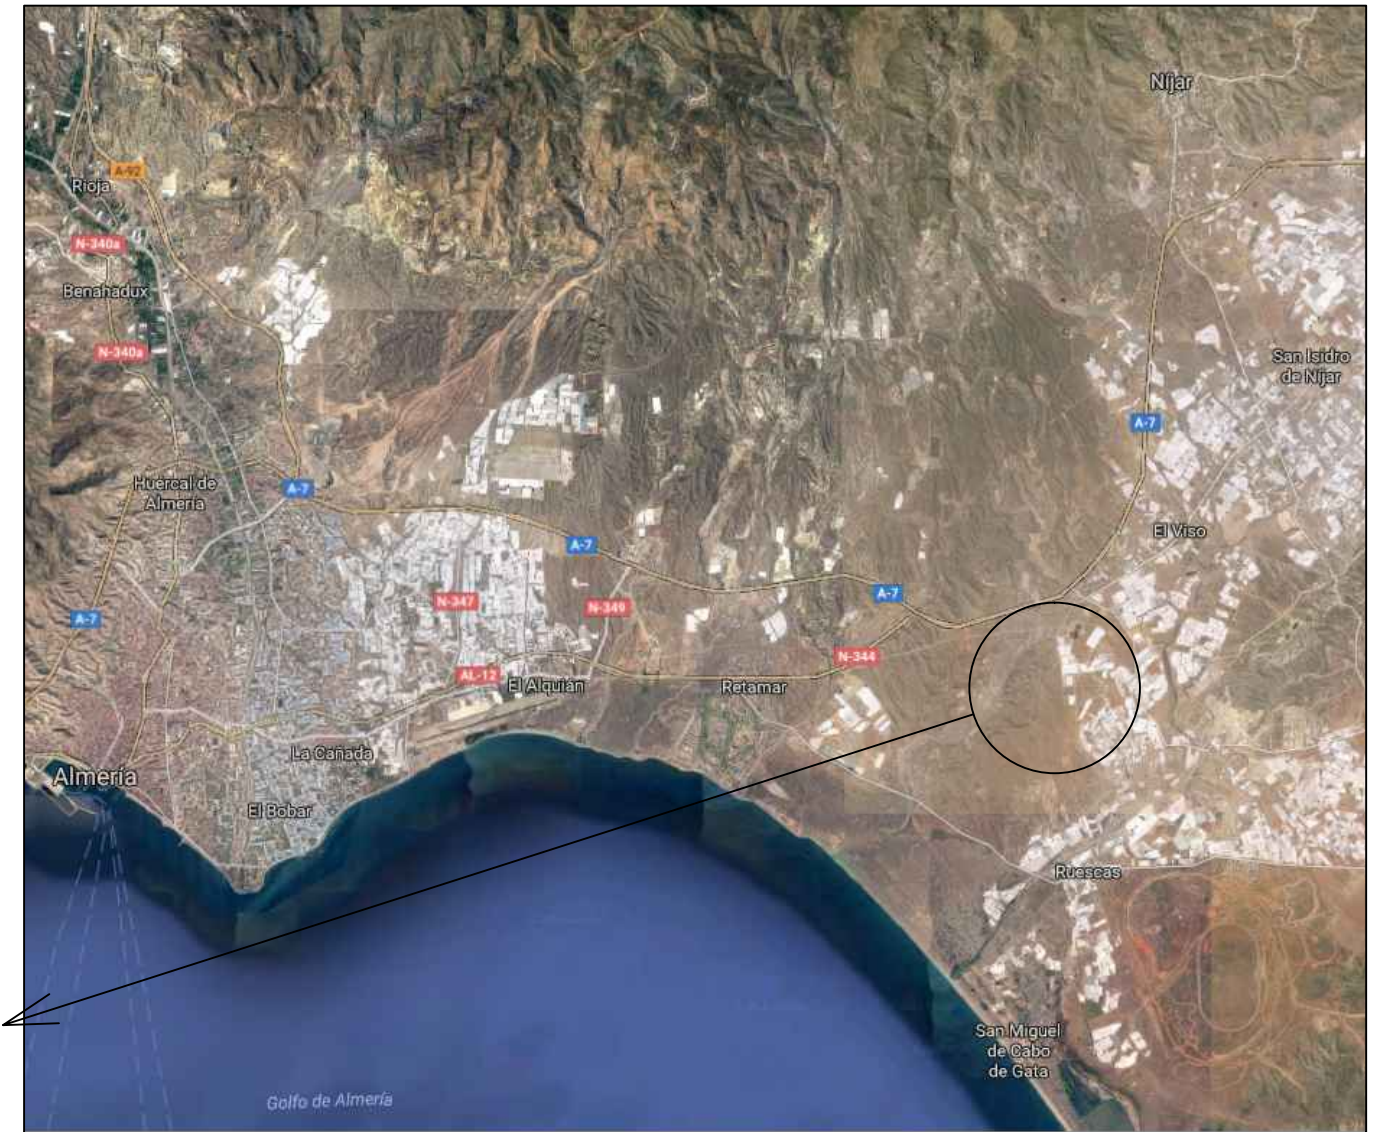 Níjar
A-92
Rioja
N-340a
Benahadux
N-340a
San Isidro
de Níjar
A-7
Huércal de
Almería
A-7
El Viso
A-7
A-7
N-347
N-349
A-7
N-344
AL-12
El Alquián
Retamar
La Cañada
Almería
El Bobar
Ruescas
San Miguel
de Cabo
de Gata
Golfo de Almería